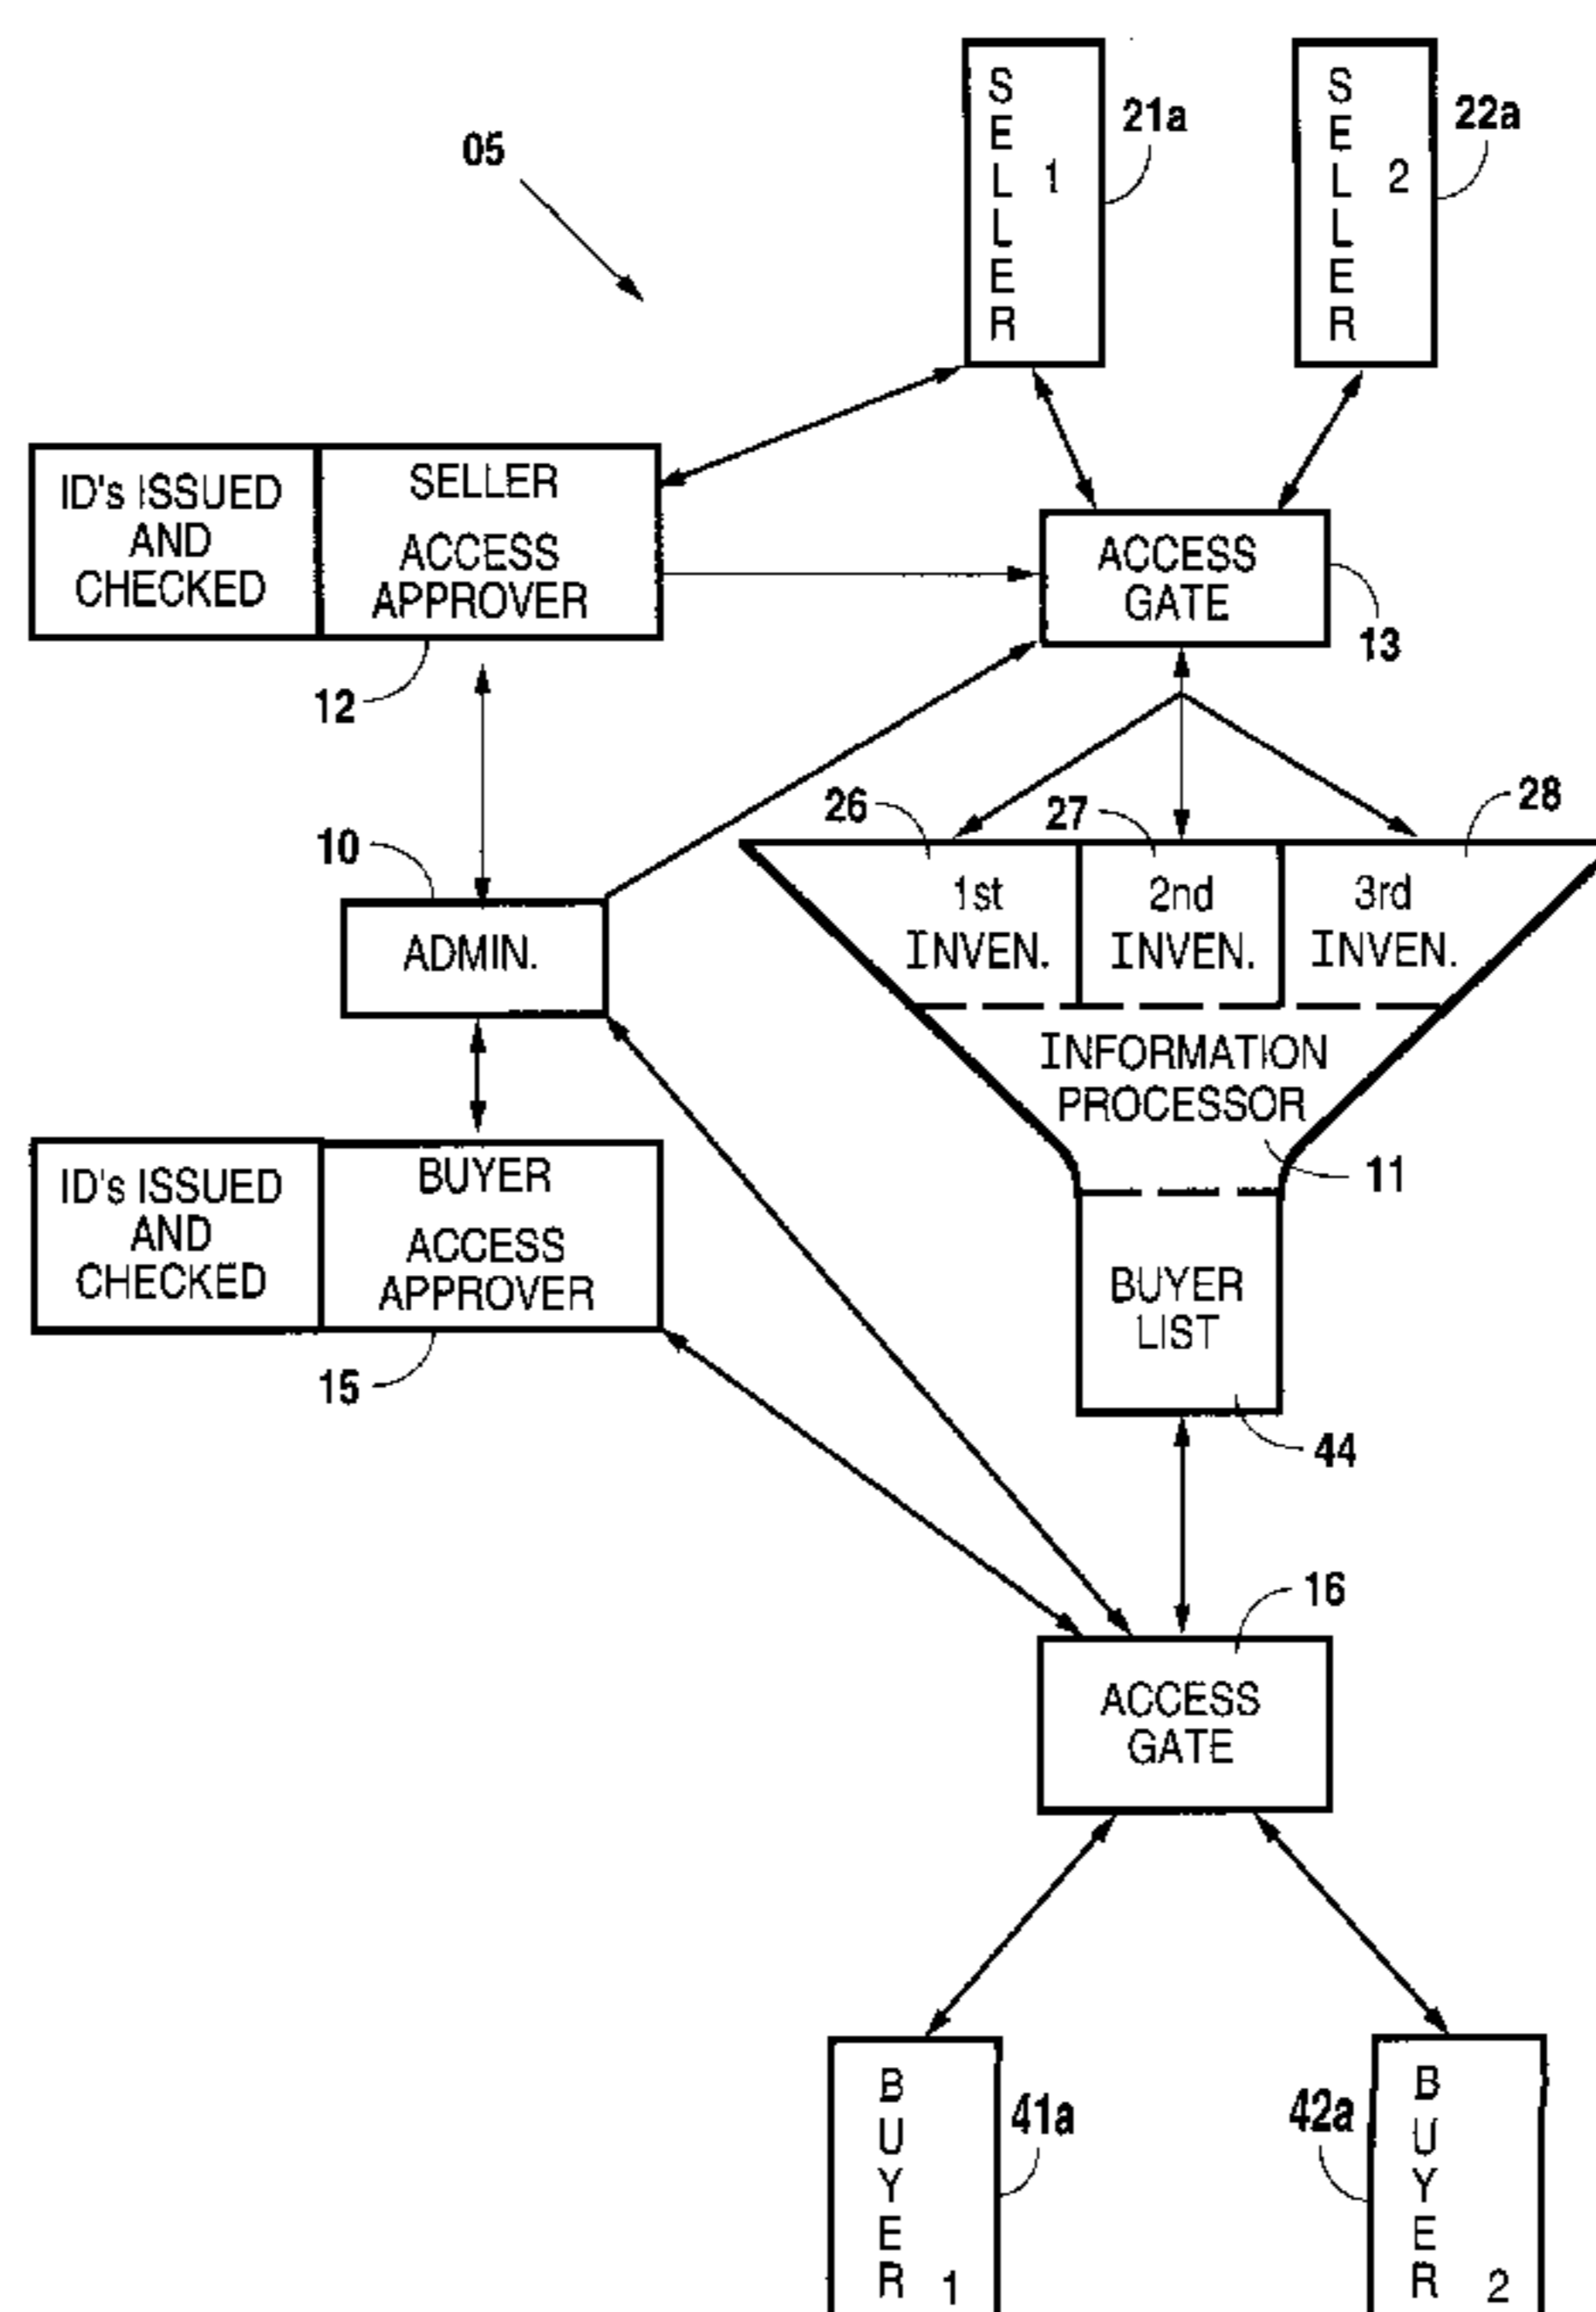 SELLER 1
21a
SELLER 2
22a
05
ID's ISSUED
AND
CHECKED
SELLER
ACCESS
APPROVER
12
ACCESS
GATE
13
10
ADMIN.
26
27
28
1st
INVEN.
2nd
INVEN.
3rd
INVEN.
INFORMATION
PROCESSOR
11
ID's ISSUED
AND
CHECKED
BUYER
ACCESS
APPROVER
15
BUYER
LIST
44
16
ACCESS
GATE
BUYER 1
41a
42a
BUYER 2